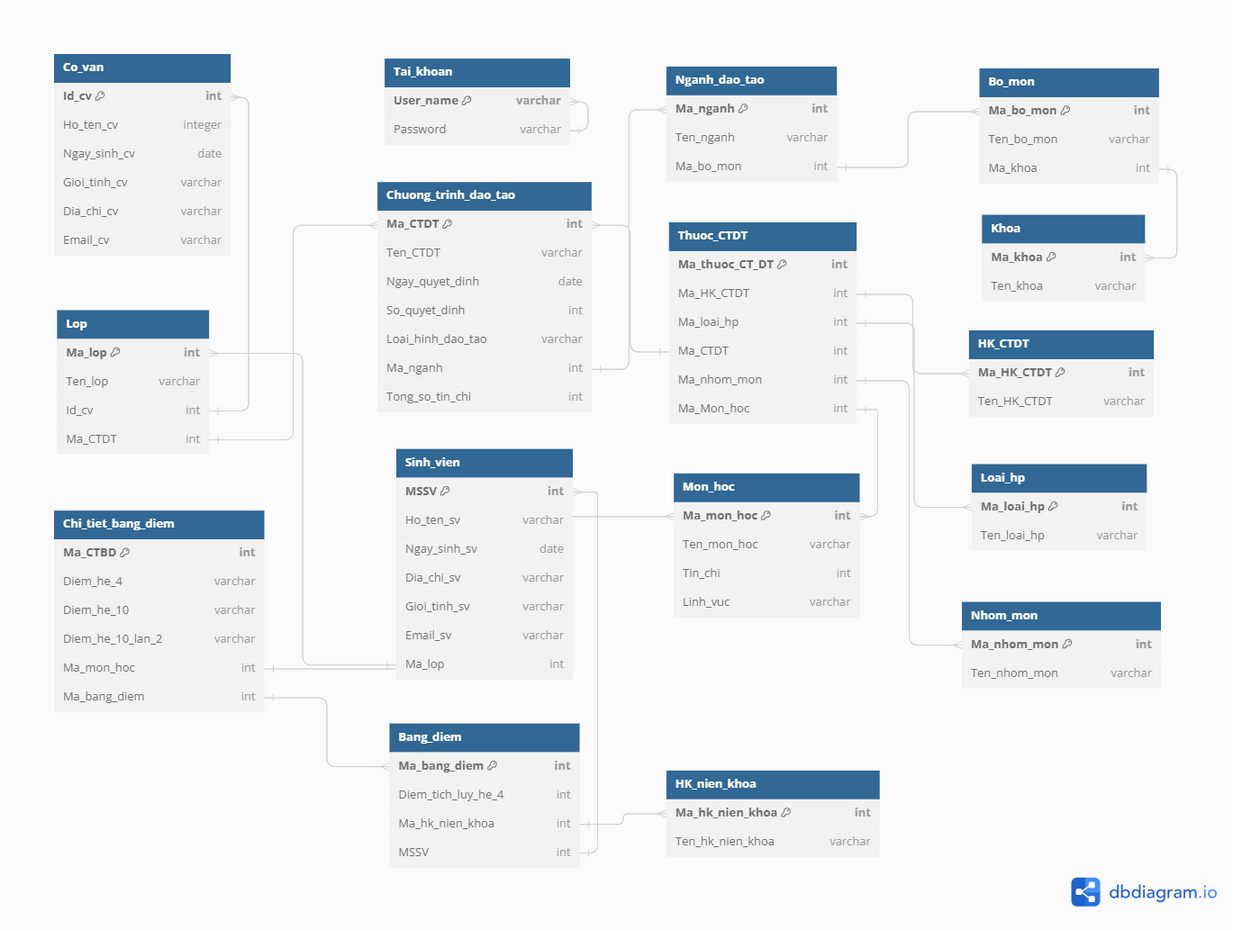 Co_van
Id_cv int
Ho_ten_cv integer
Ngay_sinh_cv date
Gioi_tinh_cv varchar
Dia_chi_cv varchar
Email_cv varchar
Tai_khoan
User_name varchar
Password varchar
Nganh_dao_tao
Ma_nganh int
Ten_nganh varchar
Ma_bo_mon int
Bo_mon
Ma_bo_mon int
Ten_bo_mon varchar
Ma_khoa int
Chuong_trinh_dao_tao
Ma_CTDT int
Ten_CTDT varchar
Ngay_quyet_dinh date
So_quyet_dinh int
Loai_hinh_dao_tao varchar
Ma_nganh int
Tong_so_tin_chi int
Thuoc_CTDT
Ma_thuoc_CT_DT int
Ma_HK_CTDT int
Ma_loai_hp int
Ma_CTDT int
Ma_nhom_mon int
Ma_Mon_hoc int
Khoa
Ma_khoa int
Ten_khoa varchar
Lop
Ma_lop int
Ten_lop varchar
Id_cv int
Ma_CTDT int
HK_CTDT
Ma_HK_CTDT int
Ten_HK_CTDT varchar
Sinh_vien
MSSV int
Ho_ten_sv varchar
Ngay_sinh_sv date
Dia_chi_sv varchar
Gioi_tinh_sv varchar
Email_sv varchar
Ma_lop int
Mon_hoc
Ma_mon_hoc int
Ten_mon_hoc varchar
Tin_chi int
Linh_vuc varchar
Loai_hp
Ma_loai_hp int
Ten_loai_hp varchar
Chi_tiet_bang_diem
Ma_CTBD int
Diem_he_4 varchar
Diem_he_10 varchar
Diem_he_10_lan_2 varchar
Ma_mon_hoc int
Ma_bang_diem int
Nhom_mon
Ma_nhom_mon int
Ten_nhom_mon varchar
Bang_diem
Ma_bang_diem int
Diem_tich_luy_he_4 int
Ma_hk_nien_khoa int
MSSV int
HK_nien_khoa
Ma_hk_nien_khoa int
Ten_hk_nien_khoa varchar
dbdiagram.io